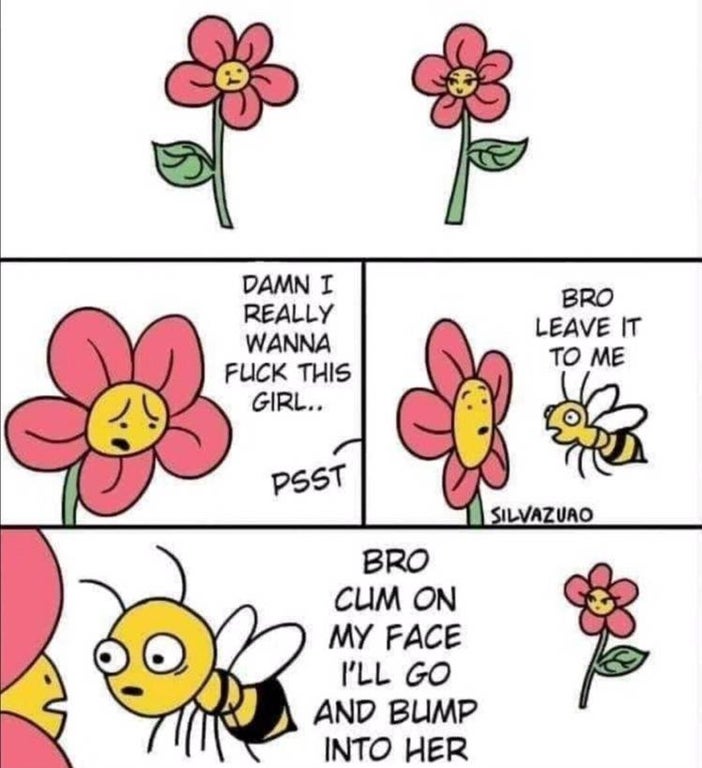 DAMN I
REALLY
WANNA
FUCK THIS
GIRL..
PSST
BRO
LEAVE IT
TO ME
SILVAZUAO
BRO
CUM ON
MY FACE
I'LL GO
AND BUMP
INTO HER